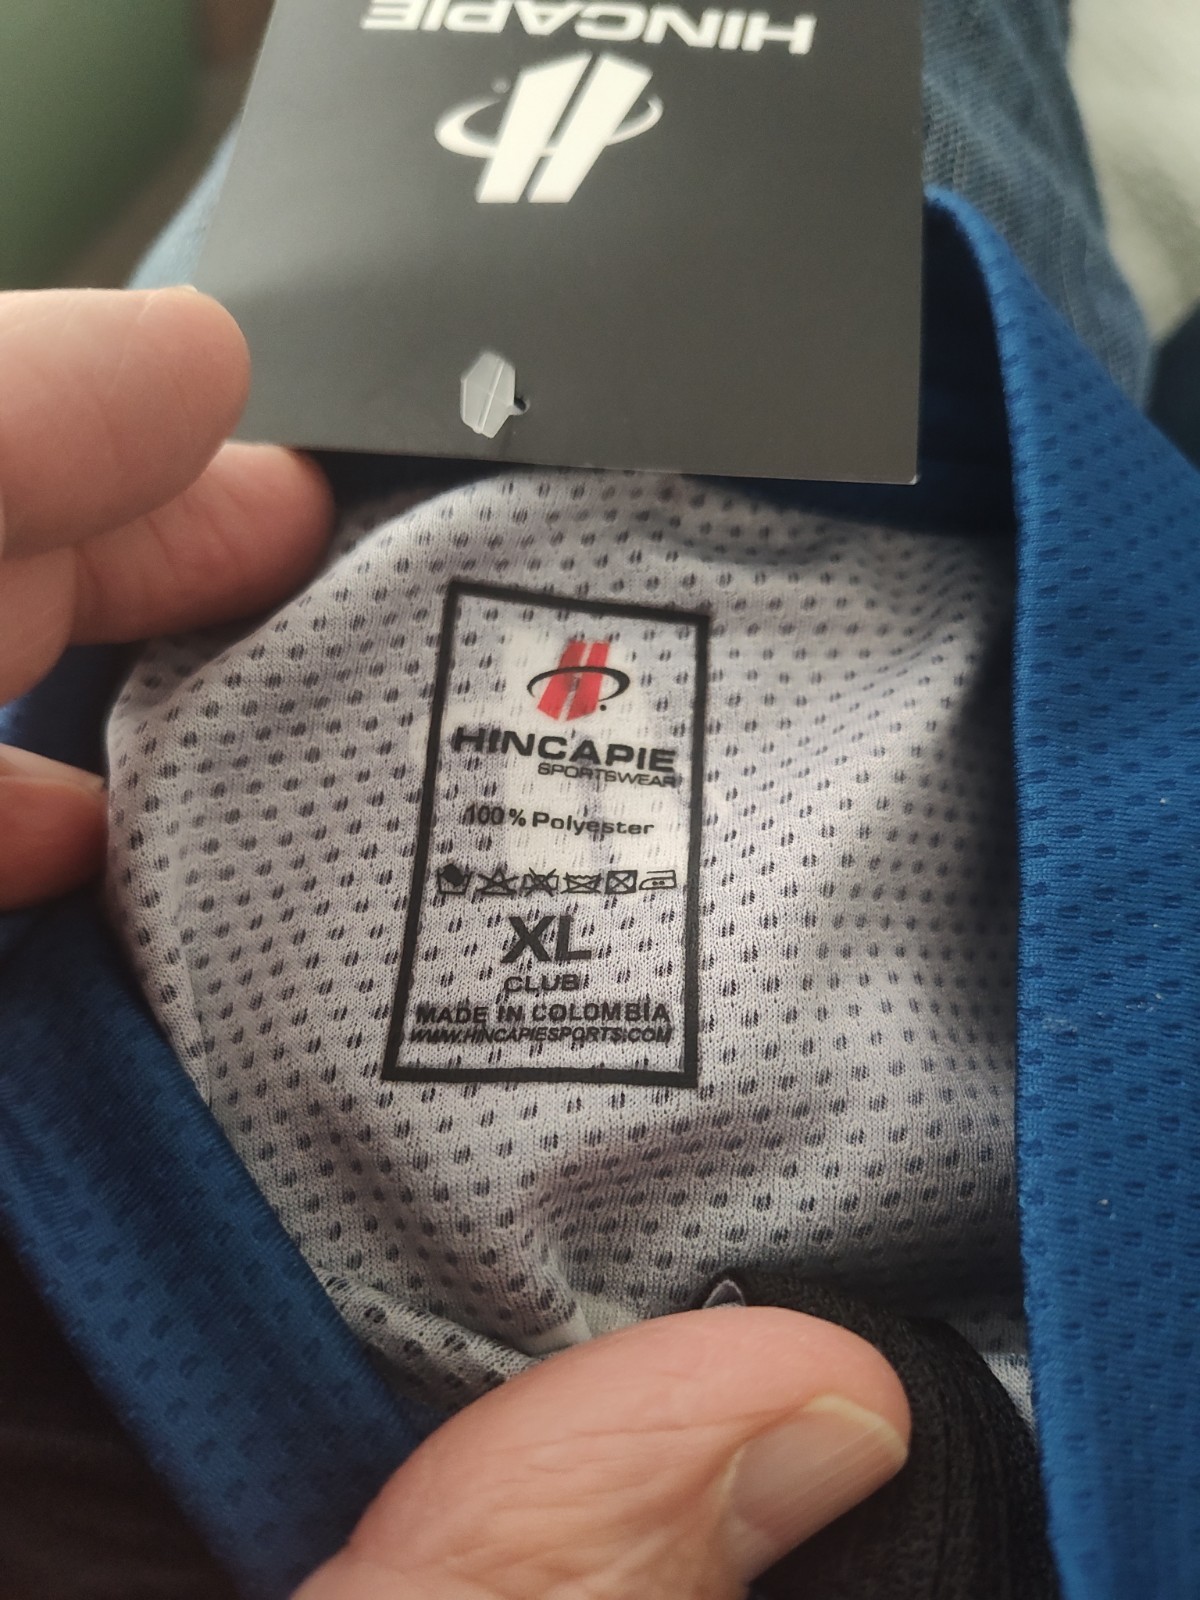 HINCAPIE
HINCAPIE
SPORTSWEAR
100% Polyester
XL
CLUB
MADE IN COLOMBIA
WWW.HINCAPIESPORTS.COM